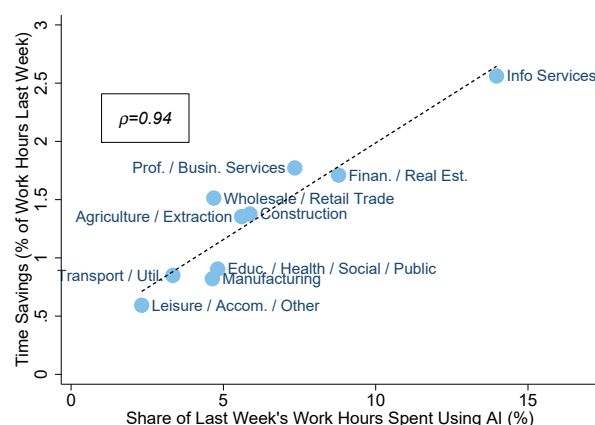 Time Savings (% of Work Hours Last Week)
3
2.5
2
1.5
1
.5
0
ρ=0.94
Info Services
Prof. / Busin. Services
Finan. / Real Est.
Wholesale / Retail Trade
Agriculture / Extraction
Construction
Educ. / Health / Social / Public
Transport / Util.
Manufacturing
Leisure / Accom. / Other
0 5 10 15
Share of Last Week's Work Hours Spent Using AI (%)